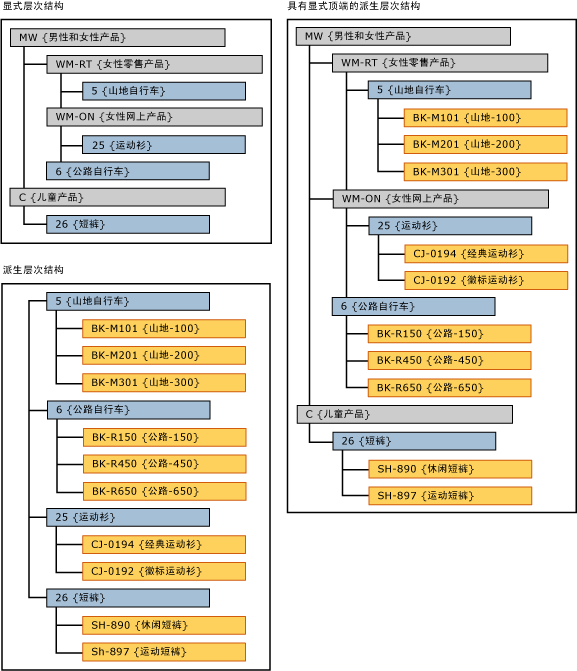 显式层次结构
MW {男性和女性产品}
WM-RT {女性零售产品}
5 {山地自行车}
WM-ON {女性网上产品}
25 {运动衫}
6 {公路自行车}
C {儿童产品}
26 {短裤}
派生层次结构
5 {山地自行车}
BK-M101 {山地-100}
BK-M201 {山地-200}
BK-M301 {山地-300}
6 {公路自行车}
BK-R150 {公路-150}
BK-R450 {公路-450}
BK-R650 {公路-650}
25 {运动衫}
CJ-0194 {经典运动衫}
CJ-0192 {徽标运动衫}
26 {短裤}
SH-890 {休闲短裤}
Sh-897 {运动短裤}
具有显式顶端的派生层次结构
MW {男性和女性产品}
WM-RT {女性零售产品}
5 {山地自行车}
BK-M101 {山地-100}
BK-M201 {山地-200}
BK-M301 {山地-300}
WM-ON {女性网上产品}
25 {运动衫}
CJ-0194 {经典运动衫}
CJ-0192 {徽标运动衫}
6 {公路自行车}
BK-R150 {公路-150}
BK-R450 {公路-450}
BK-R650 {公路-650}
C {儿童产品}
26 {短裤}
SH-890 {休闲短裤}
SH-897 {运动短裤}